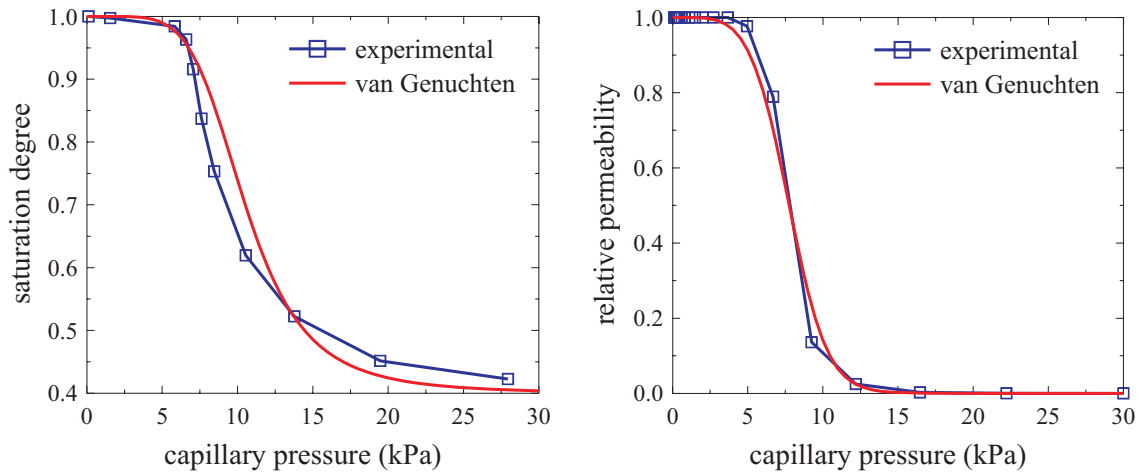 1.0
0.9
0.8
0.7
0.6
0.5
0.4
0 5 10 15 20 25 30
saturation degree
capillary pressure (kPa)
experimental
van Genuchten
1.0
0.8
0.6
0.4
0.2
0.0
0 5 10 15 20 25 30
relative permeability
capillary pressure (kPa)
experimental
van Genuchten